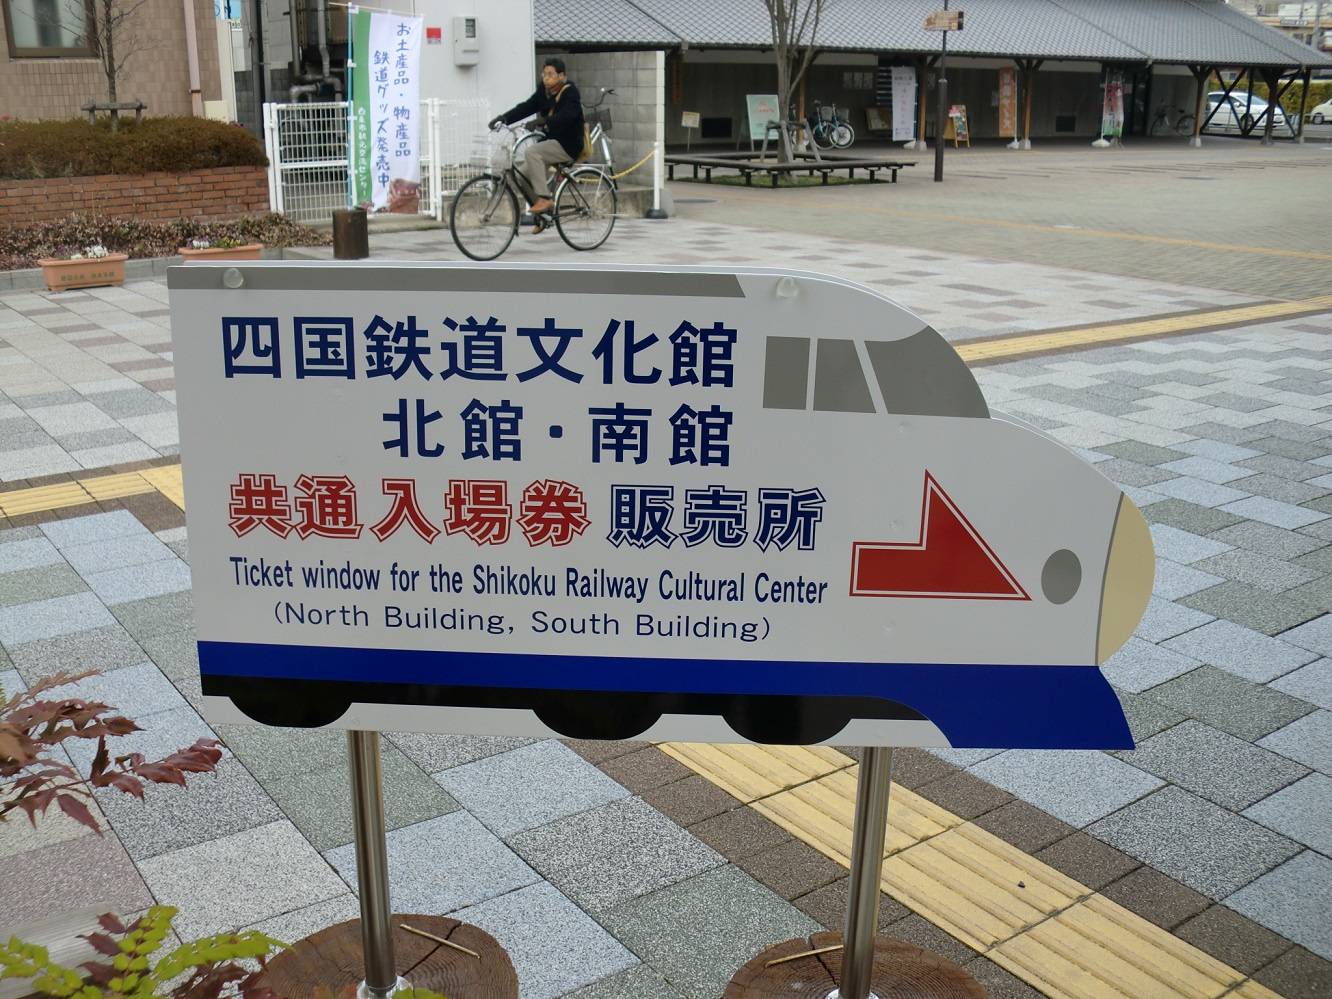 お土産品・物産品
鉄道グッズ発売中
四国鉄道文化館
北館・南館
共通入場券 販売所
Ticket window for the Shikoku Railway Cultural Center
(North Building, South Building)